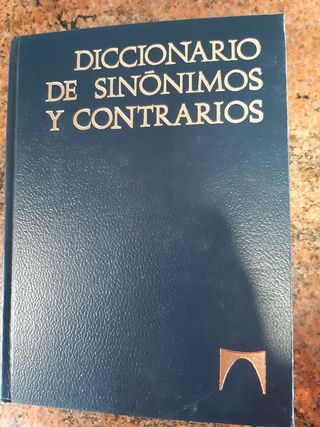 DICCIONARIO
DE SINÓNIMOS
Y CONTRARIOS